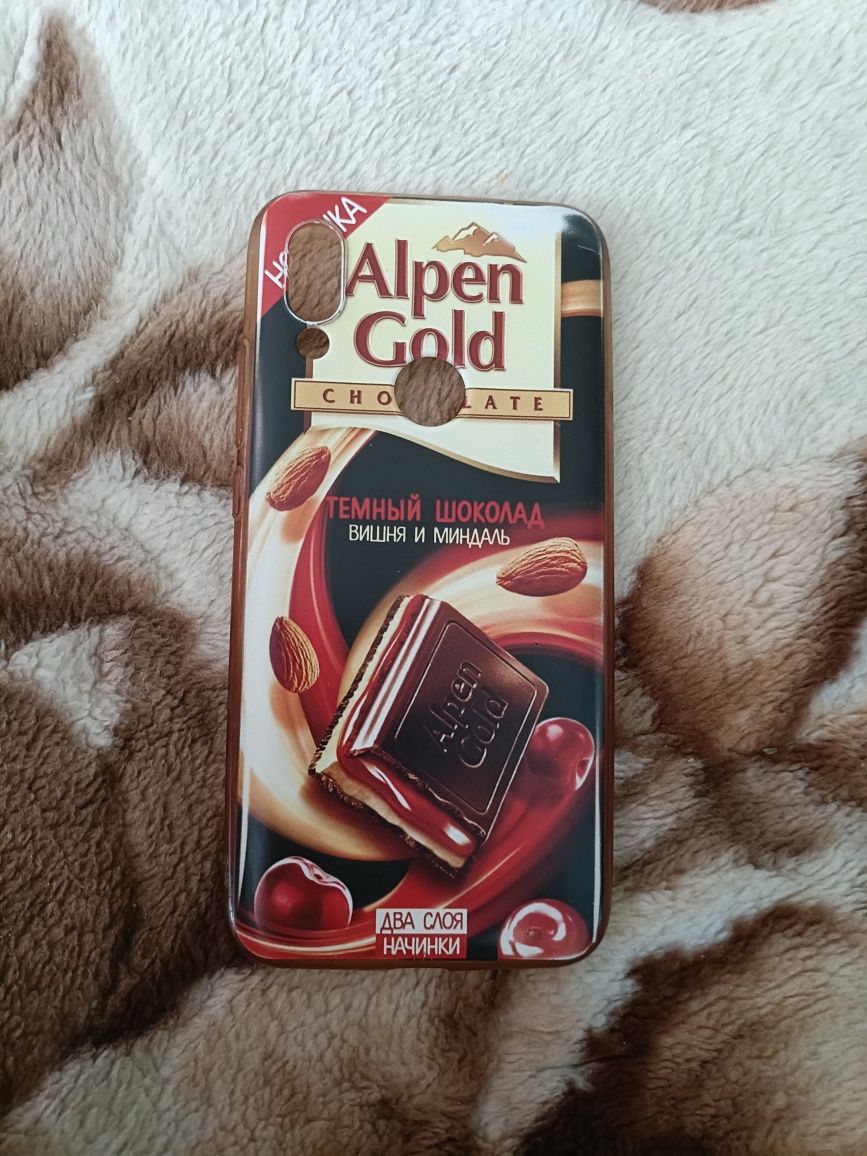 Alpen
Gold
CHO LATE
ТЕМНЫЙ ШОКОЛАД
ВИШНЯ И МИНДАЛЬ
Alpen
Gold
ДВА СЛОЯ
НАЧИНКИ